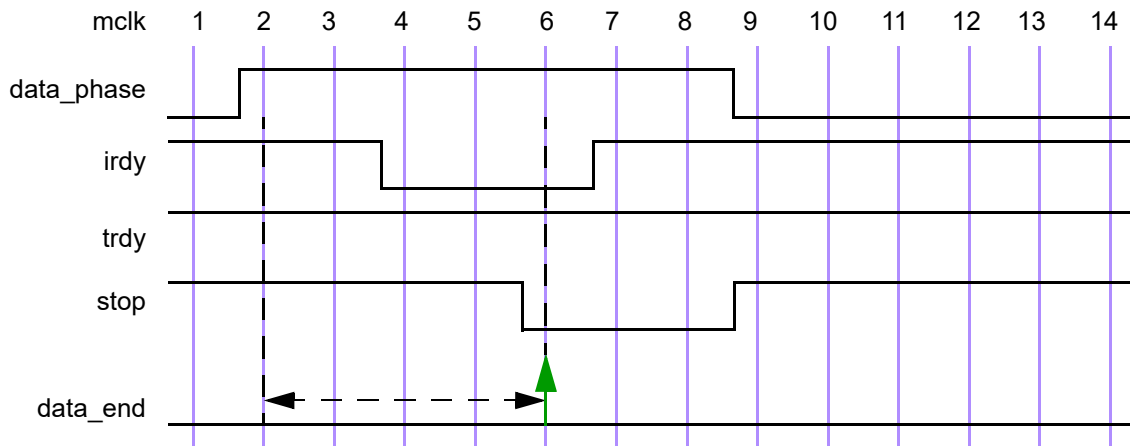 mclk 1 2 3 4 5 6 7 8 9 10 11 12 13 14
data_phase
irdy
trdy
stop
data_end